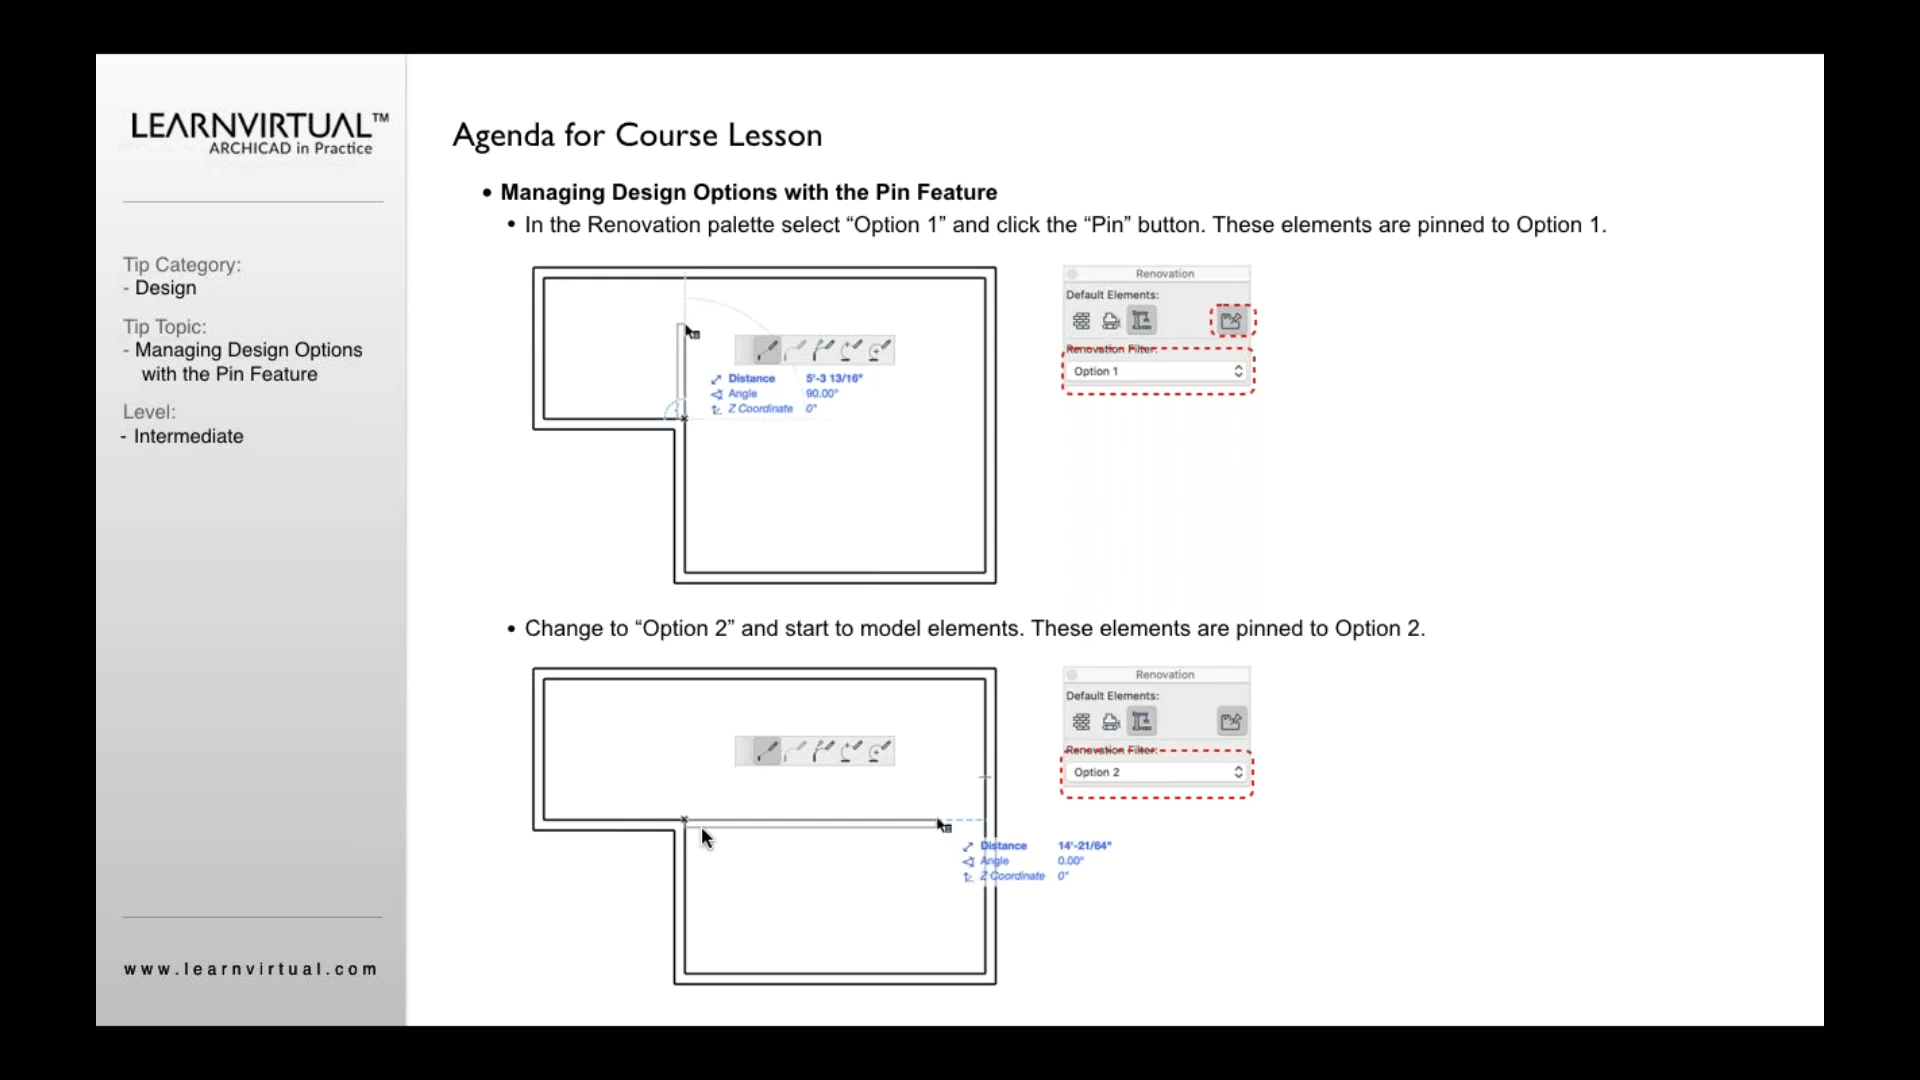 LEARNVIRTUAL™
ARCHICAD in Practice
Tip Category:
- Design
Tip Topic:
- Managing Design Options
with the Pin Feature
Level:
- Intermediate
www.learnvirtual.com
Agenda for Course Lesson
• Managing Design Options with the Pin Feature
• In the Renovation palette select “Option 1” and click the “Pin” button. These elements are pinned to Option 1.
Distance 5'-3 13/16"
Angle 90.00°
Z Coordinate 0"
Renovation
Default Elements:
Renovation Filter:
Option 1
• Change to “Option 2” and start to model elements. These elements are pinned to Option 2.
Distance 14'-21/64"
Angle 0.00°
Z Coordinate 0"
Renovation
Default Elements:
Renovation Filter:
Option 2